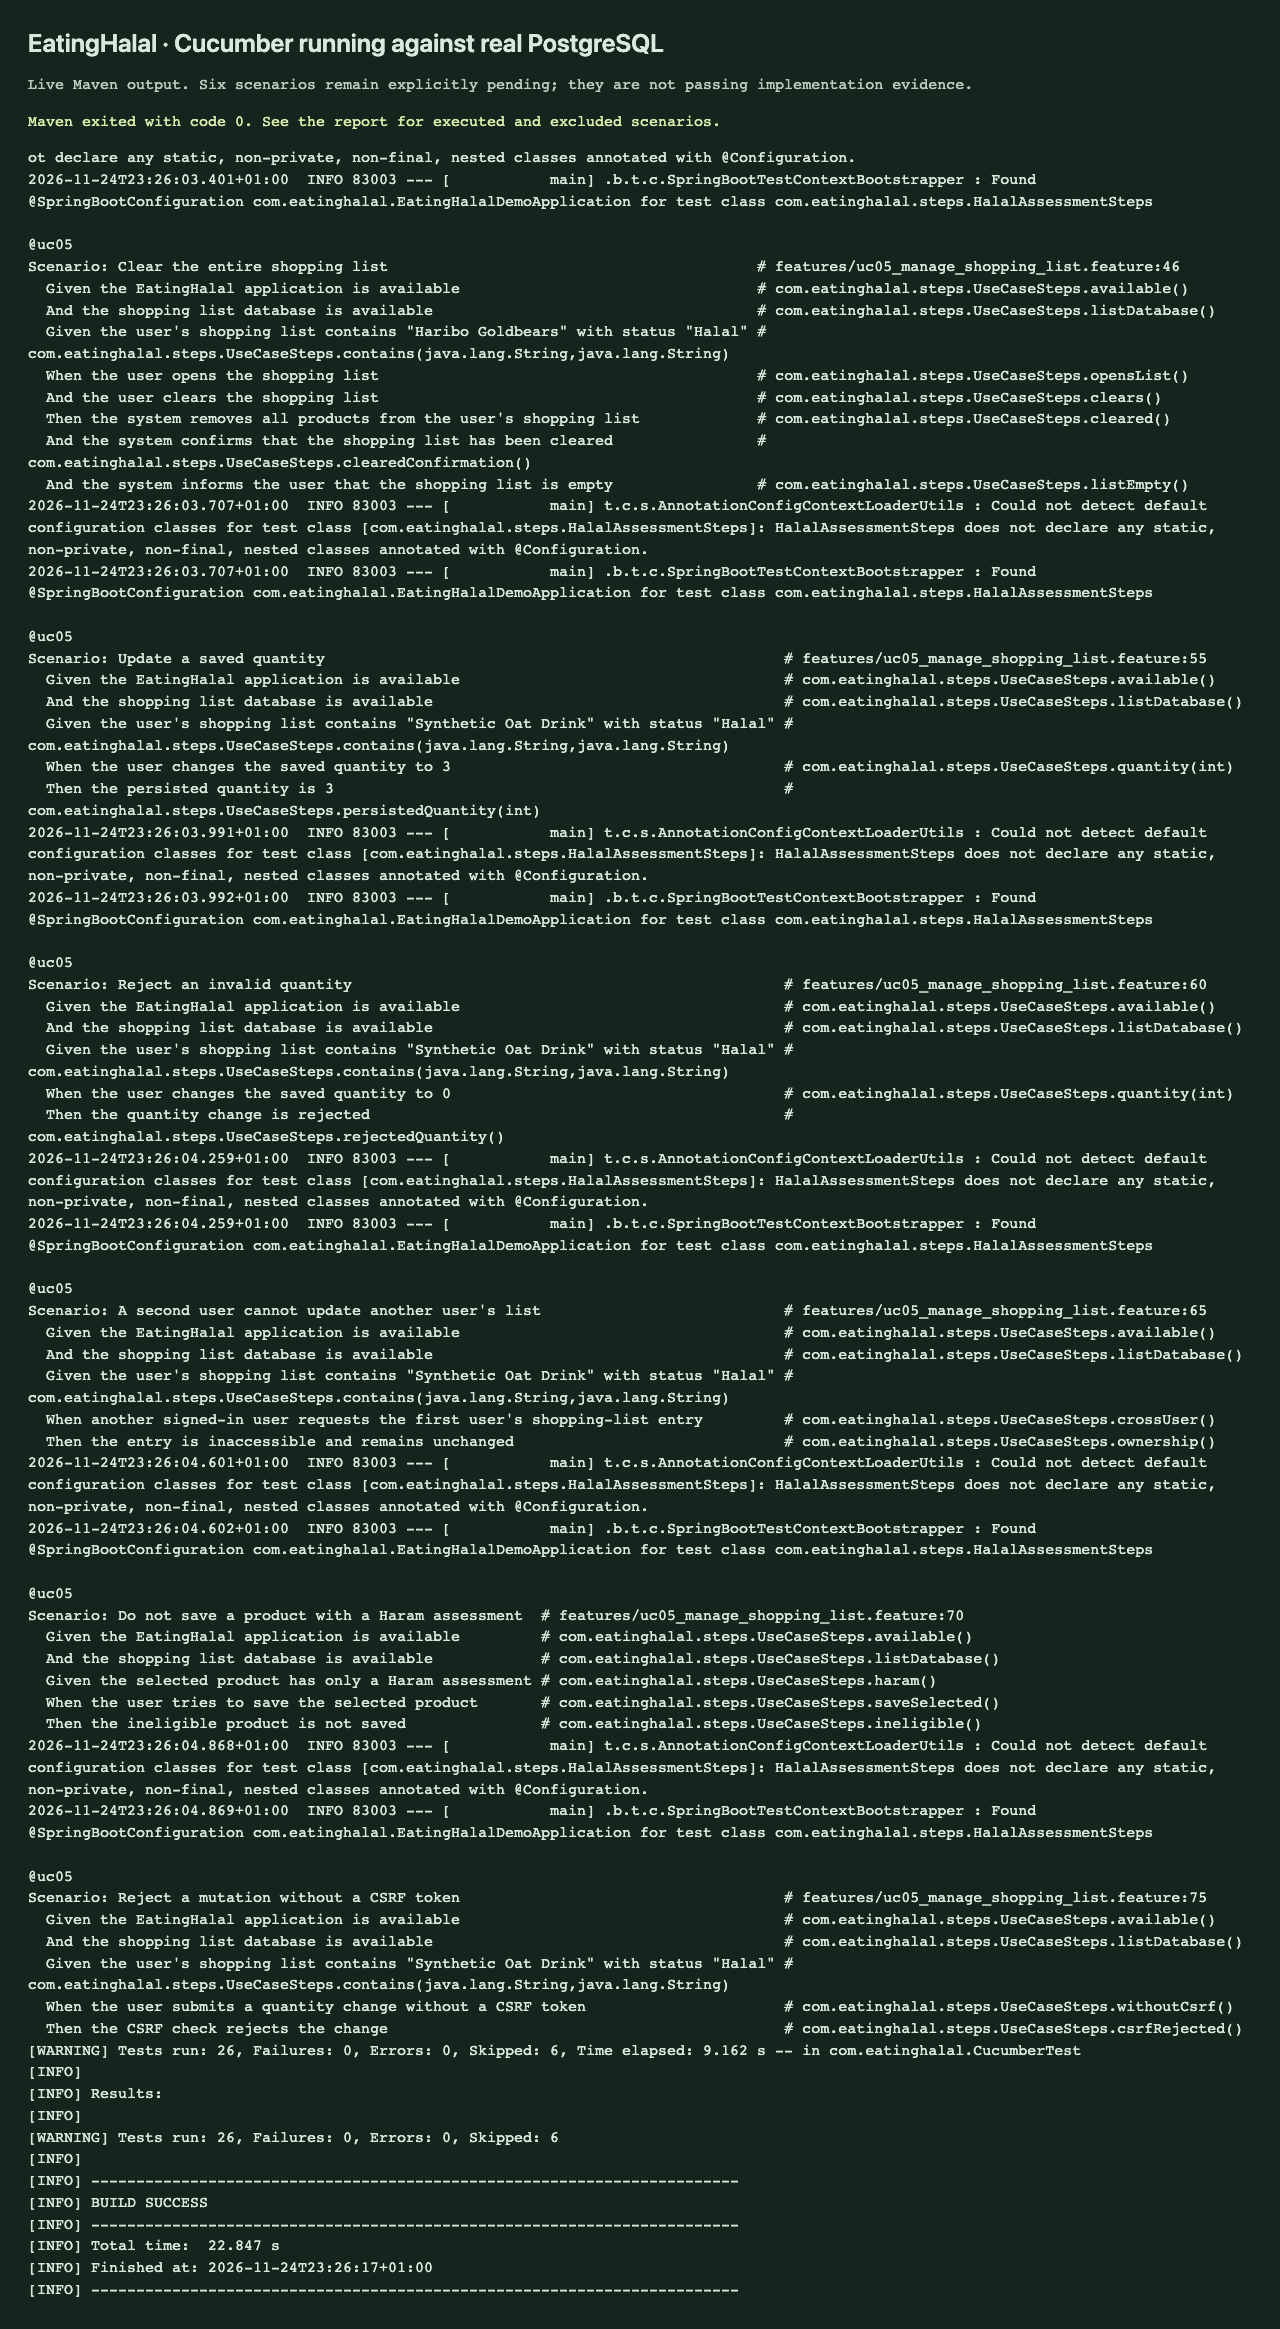 EatingHalal · Cucumber running against real PostgreSQL
Live Maven output. Six scenarios remain explicitly pending; they are not passing implementation evidence.
Maven exited with code 0. See the report for executed and excluded scenarios.
ot declare any static, non-private, non-final, nested classes annotated with @Configuration.
2026-11-24T23:26:03.401+01:00  INFO 83003 --- [           main] .b.t.c.SpringBootTestContextBootstrapper : Found
@SpringBootConfiguration com.eatinghalal.EatingHalalDemoApplication for test class com.eatinghalal.steps.HalalAssessmentSteps

@uc05
Scenario: Clear the entire shopping list                                         # features/uc05_manage_shopping_list.feature:46
  Given the EatingHalal application is available                                 # com.eatinghalal.steps.UseCaseSteps.available()
  And the shopping list database is available                                    # com.eatinghalal.steps.UseCaseSteps.listDatabase()
  Given the user's shopping list contains "Haribo Goldbears" with status "Halal" #
com.eatinghalal.steps.UseCaseSteps.contains(java.lang.String,java.lang.String)
  When the user opens the shopping list                                          # com.eatinghalal.steps.UseCaseSteps.opensList()
  And the user clears the shopping list                                          # com.eatinghalal.steps.UseCaseSteps.clears()
  Then the system removes all products from the user's shopping list             # com.eatinghalal.steps.UseCaseSteps.cleared()
  And the system confirms that the shopping list has been cleared                #
com.eatinghalal.steps.UseCaseSteps.clearedConfirmation()
  And the system informs the user that the shopping list is empty                # com.eatinghalal.steps.UseCaseSteps.listEmpty()
2026-11-24T23:26:03.707+01:00  INFO 83003 --- [           main] t.c.s.AnnotationConfigContextLoaderUtils : Could not detect default
configuration classes for test class [com.eatinghalal.steps.HalalAssessmentSteps]: HalalAssessmentSteps does not declare any static,
non-private, non-final, nested classes annotated with @Configuration.
2026-11-24T23:26:03.707+01:00  INFO 83003 --- [           main] .b.t.c.SpringBootTestContextBootstrapper : Found
@SpringBootConfiguration com.eatinghalal.EatingHalalDemoApplication for test class com.eatinghalal.steps.HalalAssessmentSteps

@uc05
Scenario: Update a saved quantity                                                   # features/uc05_manage_shopping_list.feature:55
  Given the EatingHalal application is available                                    # com.eatinghalal.steps.UseCaseSteps.available()
  And the shopping list database is available                                       # com.eatinghalal.steps.UseCaseSteps.listDatabase()
  Given the user's shopping list contains "Synthetic Oat Drink" with status "Halal" #
com.eatinghalal.steps.UseCaseSteps.contains(java.lang.String,java.lang.String)
  When the user changes the saved quantity to 3                                     # com.eatinghalal.steps.UseCaseSteps.quantity(int)
  Then the persisted quantity is 3                                                  #
com.eatinghalal.steps.UseCaseSteps.persistedQuantity(int)
2026-11-24T23:26:03.991+01:00  INFO 83003 --- [           main] t.c.s.AnnotationConfigContextLoaderUtils : Could not detect default
configuration classes for test class [com.eatinghalal.steps.HalalAssessmentSteps]: HalalAssessmentSteps does not declare any static,
non-private, non-final, nested classes annotated with @Configuration.
2026-11-24T23:26:03.992+01:00  INFO 83003 --- [           main] .b.t.c.SpringBootTestContextBootstrapper : Found
@SpringBootConfiguration com.eatinghalal.EatingHalalDemoApplication for test class com.eatinghalal.steps.HalalAssessmentSteps

@uc05
Scenario: Reject an invalid quantity                                                # features/uc05_manage_shopping_list.feature:60
  Given the EatingHalal application is available                                    # com.eatinghalal.steps.UseCaseSteps.available()
  And the shopping list database is available                                       # com.eatinghalal.steps.UseCaseSteps.listDatabase()
  Given the user's shopping list contains "Synthetic Oat Drink" with status "Halal" #
com.eatinghalal.steps.UseCaseSteps.contains(java.lang.String,java.lang.String)
  When the user changes the saved quantity to 0                                     # com.eatinghalal.steps.UseCaseSteps.quantity(int)
  Then the quantity change is rejected                                              #
com.eatinghalal.steps.UseCaseSteps.rejectedQuantity()
2026-11-24T23:26:04.259+01:00  INFO 83003 --- [           main] t.c.s.AnnotationConfigContextLoaderUtils : Could not detect default
configuration classes for test class [com.eatinghalal.steps.HalalAssessmentSteps]: HalalAssessmentSteps does not declare any static,
non-private, non-final, nested classes annotated with @Configuration.
2026-11-24T23:26:04.259+01:00  INFO 83003 --- [           main] .b.t.c.SpringBootTestContextBootstrapper : Found
@SpringBootConfiguration com.eatinghalal.EatingHalalDemoApplication for test class com.eatinghalal.steps.HalalAssessmentSteps

@uc05
Scenario: A second user cannot update another user's list                           # features/uc05_manage_shopping_list.feature:65
  Given the EatingHalal application is available                                    # com.eatinghalal.steps.UseCaseSteps.available()
  And the shopping list database is available                                       # com.eatinghalal.steps.UseCaseSteps.listDatabase()
  Given the user's shopping list contains "Synthetic Oat Drink" with status "Halal" #
com.eatinghalal.steps.UseCaseSteps.contains(java.lang.String,java.lang.String)
  When another signed-in user requests the first user's shopping-list entry         # com.eatinghalal.steps.UseCaseSteps.crossUser()
  Then the entry is inaccessible and remains unchanged                              # com.eatinghalal.steps.UseCaseSteps.ownership()
2026-11-24T23:26:04.601+01:00  INFO 83003 --- [           main] t.c.s.AnnotationConfigContextLoaderUtils : Could not detect default
configuration classes for test class [com.eatinghalal.steps.HalalAssessmentSteps]: HalalAssessmentSteps does not declare any static,
non-private, non-final, nested classes annotated with @Configuration.
2026-11-24T23:26:04.602+01:00  INFO 83003 --- [           main] .b.t.c.SpringBootTestContextBootstrapper : Found
@SpringBootConfiguration com.eatinghalal.EatingHalalDemoApplication for test class com.eatinghalal.steps.HalalAssessmentSteps

@uc05
Scenario: Do not save a product with a Haram assessment  # features/uc05_manage_shopping_list.feature:70
  Given the EatingHalal application is available         # com.eatinghalal.steps.UseCaseSteps.available()
  And the shopping list database is available            # com.eatinghalal.steps.UseCaseSteps.listDatabase()
  Given the selected product has only a Haram assessment # com.eatinghalal.steps.UseCaseSteps.haram()
  When the user tries to save the selected product       # com.eatinghalal.steps.UseCaseSteps.saveSelected()
  Then the ineligible product is not saved               # com.eatinghalal.steps.UseCaseSteps.ineligible()
2026-11-24T23:26:04.868+01:00  INFO 83003 --- [           main] t.c.s.AnnotationConfigContextLoaderUtils : Could not detect default
configuration classes for test class [com.eatinghalal.steps.HalalAssessmentSteps]: HalalAssessmentSteps does not declare any static,
non-private, non-final, nested classes annotated with @Configuration.
2026-11-24T23:26:04.869+01:00  INFO 83003 --- [           main] .b.t.c.SpringBootTestContextBootstrapper : Found
@SpringBootConfiguration com.eatinghalal.EatingHalalDemoApplication for test class com.eatinghalal.steps.HalalAssessmentSteps

@uc05
Scenario: Reject a mutation without a CSRF token                                    # features/uc05_manage_shopping_list.feature:75
  Given the EatingHalal application is available                                    # com.eatinghalal.steps.UseCaseSteps.available()
  And the shopping list database is available                                       # com.eatinghalal.steps.UseCaseSteps.listDatabase()
  Given the user's shopping list contains "Synthetic Oat Drink" with status "Halal" #
com.eatinghalal.steps.UseCaseSteps.contains(java.lang.String,java.lang.String)
  When the user submits a quantity change without a CSRF token                      # com.eatinghalal.steps.UseCaseSteps.withoutCsrf()
  Then the CSRF check rejects the change                                            # com.eatinghalal.steps.UseCaseSteps.csrfRejected()
[WARNING] Tests run: 26, Failures: 0, Errors: 0, Skipped: 6, Time elapsed: 9.162 s -- in com.eatinghalal.CucumberTest
[INFO]
[INFO] Results:
[INFO]
[WARNING] Tests run: 26, Failures: 0, Errors: 0, Skipped: 6
[INFO]
[INFO] ------------------------------------------------------------------------
[INFO] BUILD SUCCESS
[INFO] ------------------------------------------------------------------------
[INFO] Total time:  22.847 s
[INFO] Finished at: 2026-11-24T23:26:17+01:00
[INFO] ------------------------------------------------------------------------